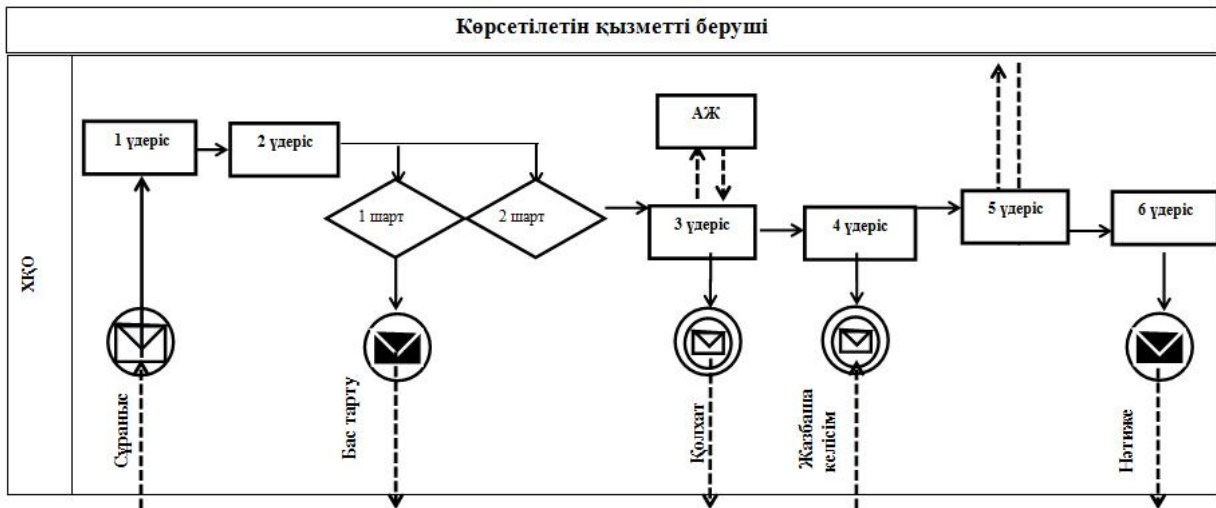 Көрсетілетін қызметті беруші
ХҚО
1 үдеріс
2 үдеріс
1 шарт
2 шарт
АЖ
3 үдеріс
4 үдеріс
5 үдеріс
6 үдеріс
Сұраныс
Бас тарту
Қолхат
Жазбаша
келісім
Нәтиже